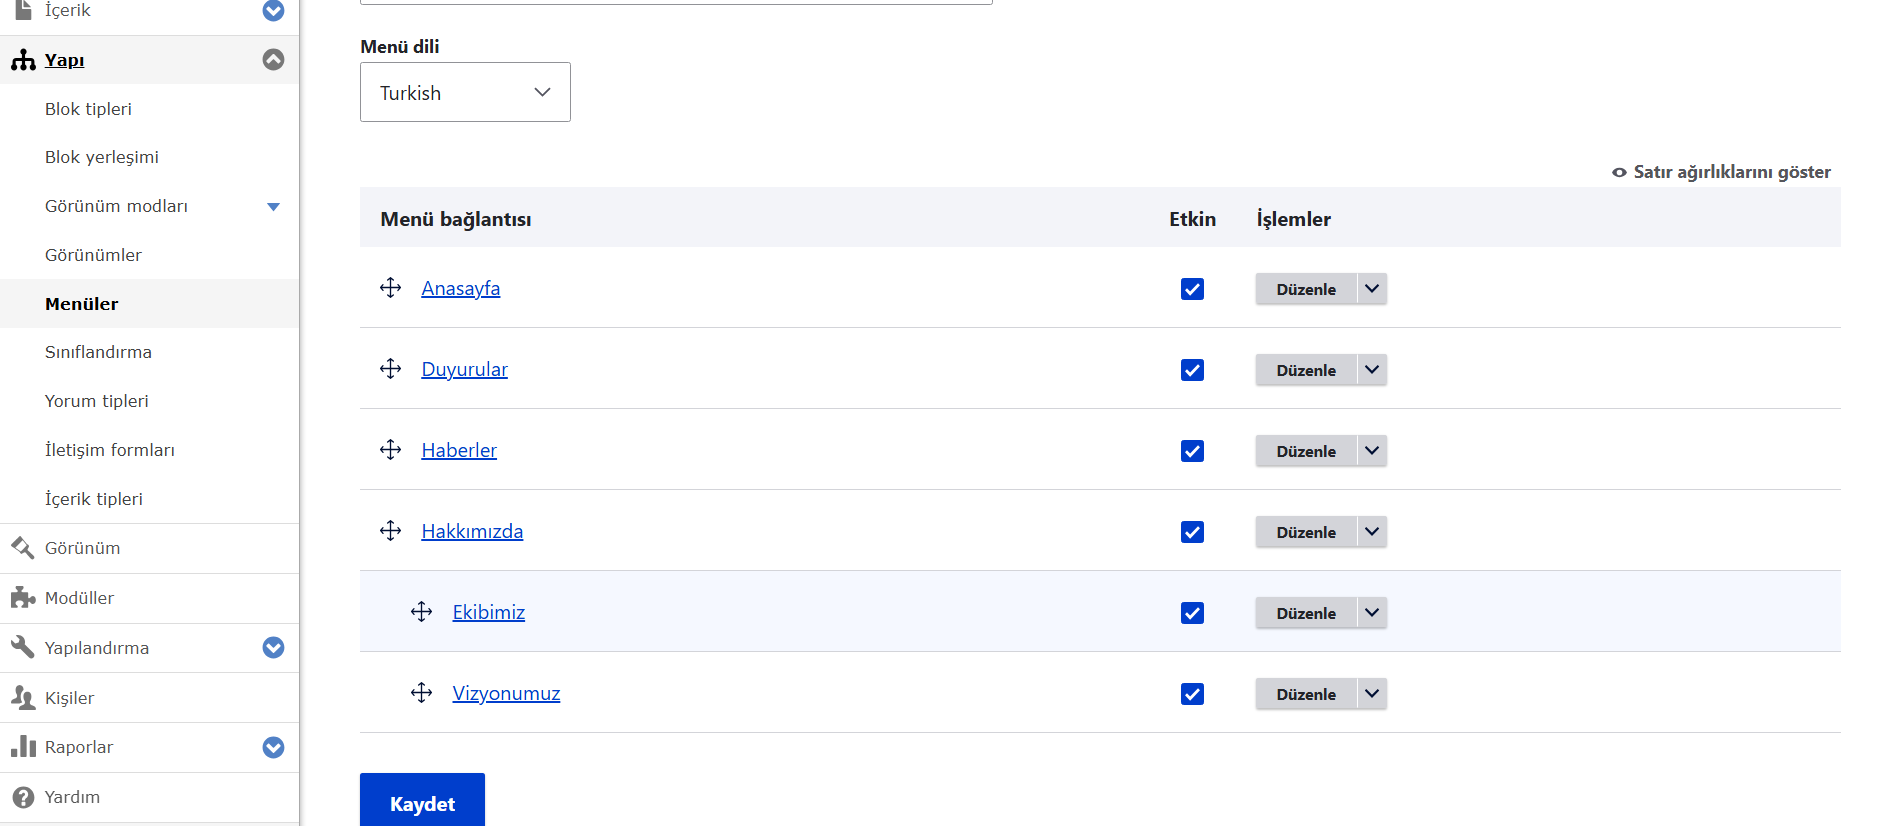 İçerik
Yapı
Blok tipleri
Blok yerleşimi
Görünüm modları
Görünümler
Menüler
Sınıflandırma
Yorum tipleri
İletişim formları
İçerik tipleri
Görünüm
Modüller
Yapılandırma
Kişiler
Raporlar
Yardım
Menü dili
Turkish
Satır ağırlıklarını göster
Menü bağlantısı Etkin İşlemler
Anasayfa Düzenle
Duyurular Düzenle
Haberler Düzenle
Hakkımızda Düzenle
Ekibimiz Düzenle
Vizyonumuz Düzenle
Kaydet